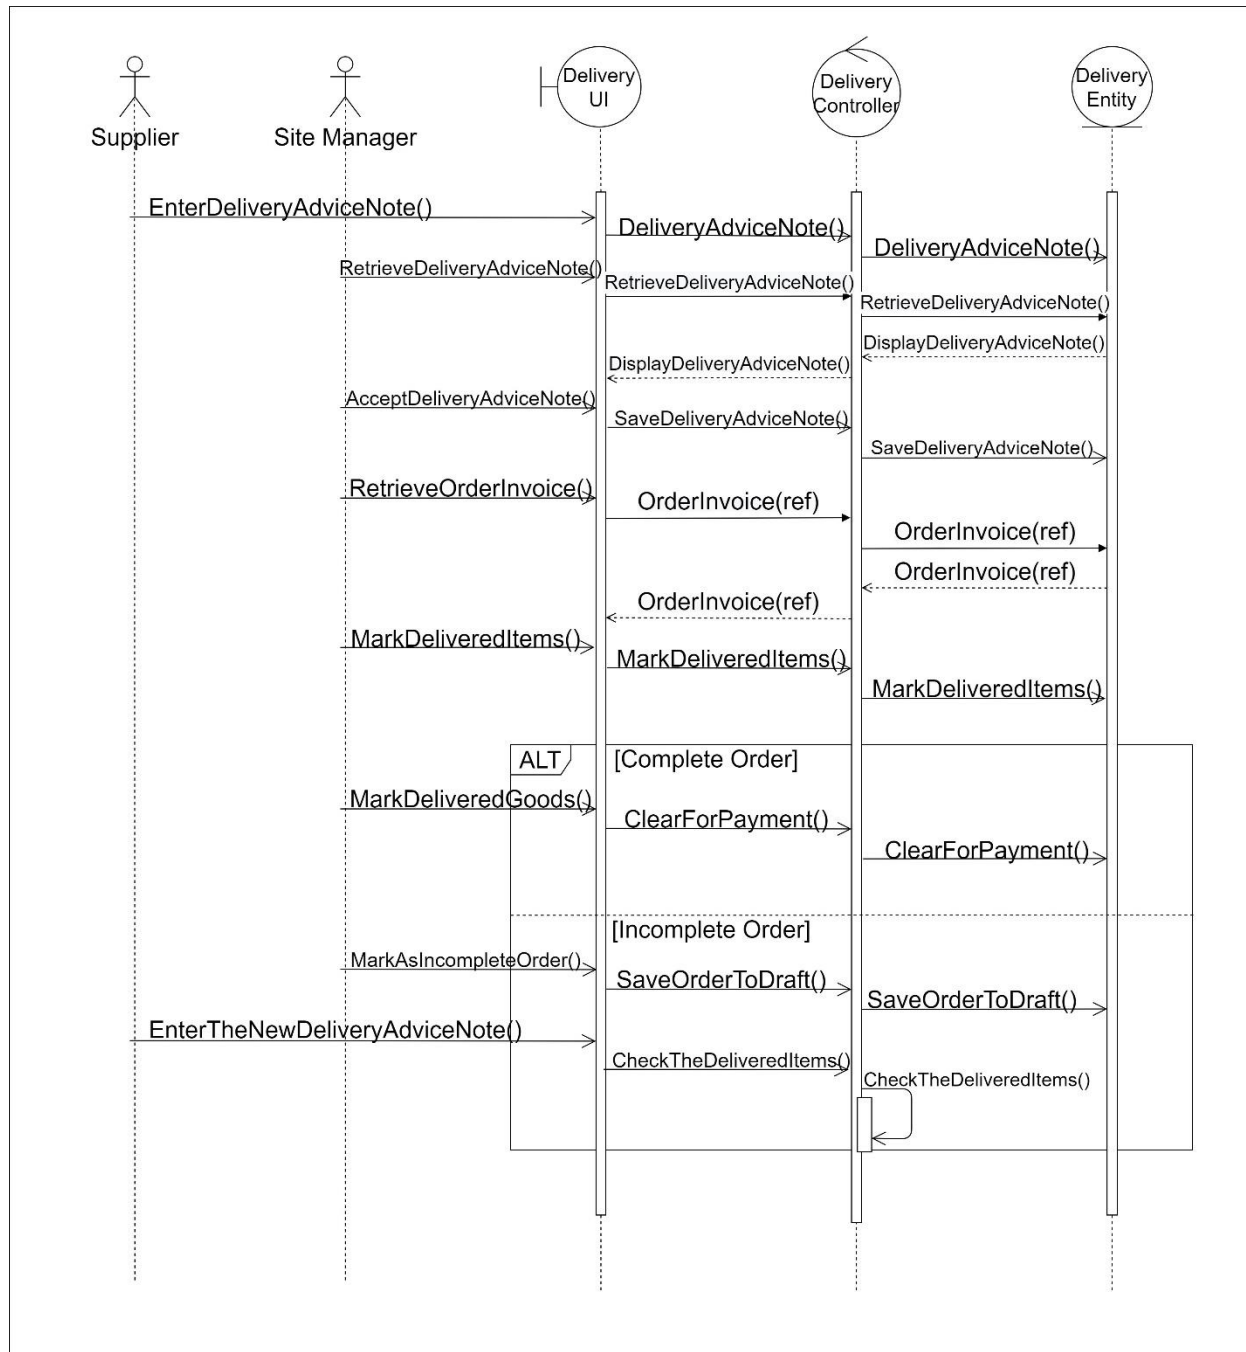 Delivery
UI
Delivery
Controller
Delivery
Entity
Supplier
Site Manager
EnterDeliveryAdviceNote()
DeliveryAdviceNote()
DeliveryAdviceNote()
RetrieveDeliveryAdviceNote()
RetrieveDeliveryAdviceNote()
RetrieveDeliveryAdviceNote()
DisplayDeliveryAdviceNote()
DisplayDeliveryAdviceNote()
AcceptDeliveryAdviceNote()
SaveDeliveryAdviceNote()
SaveDeliveryAdviceNote()
RetrieveOrderInvoice()
OrderInvoice(ref)
OrderInvoice(ref)
OrderInvoice(ref)
OrderInvoice(ref)
MarkDeliveredItems()
MarkDeliveredItems()
MarkDeliveredItems()
ALT
[Complete Order]
MarkDeliveredGoods()
ClearForPayment()
ClearForPayment()
[Incomplete Order]
MarkAsIncompleteOrder()
SaveOrderToDraft()
SaveOrderToDraft()
EnterTheNewDeliveryAdviceNote()
CheckTheDeliveredItems()
CheckTheDeliveredItems()